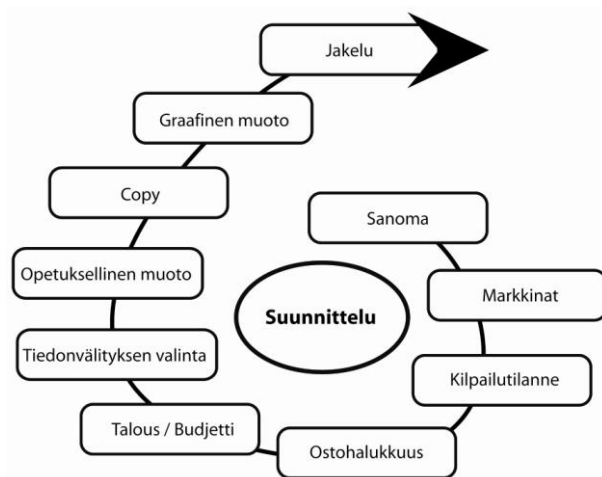 Jakelu
Graafinen muoto
Copy
Sanoma
Opetuksellinen muoto
Markkinat
Suunnittelu
Tiedonvälityksen valinta
Kilpailutilanne
Talous / Budjetti
Ostohalukkuus